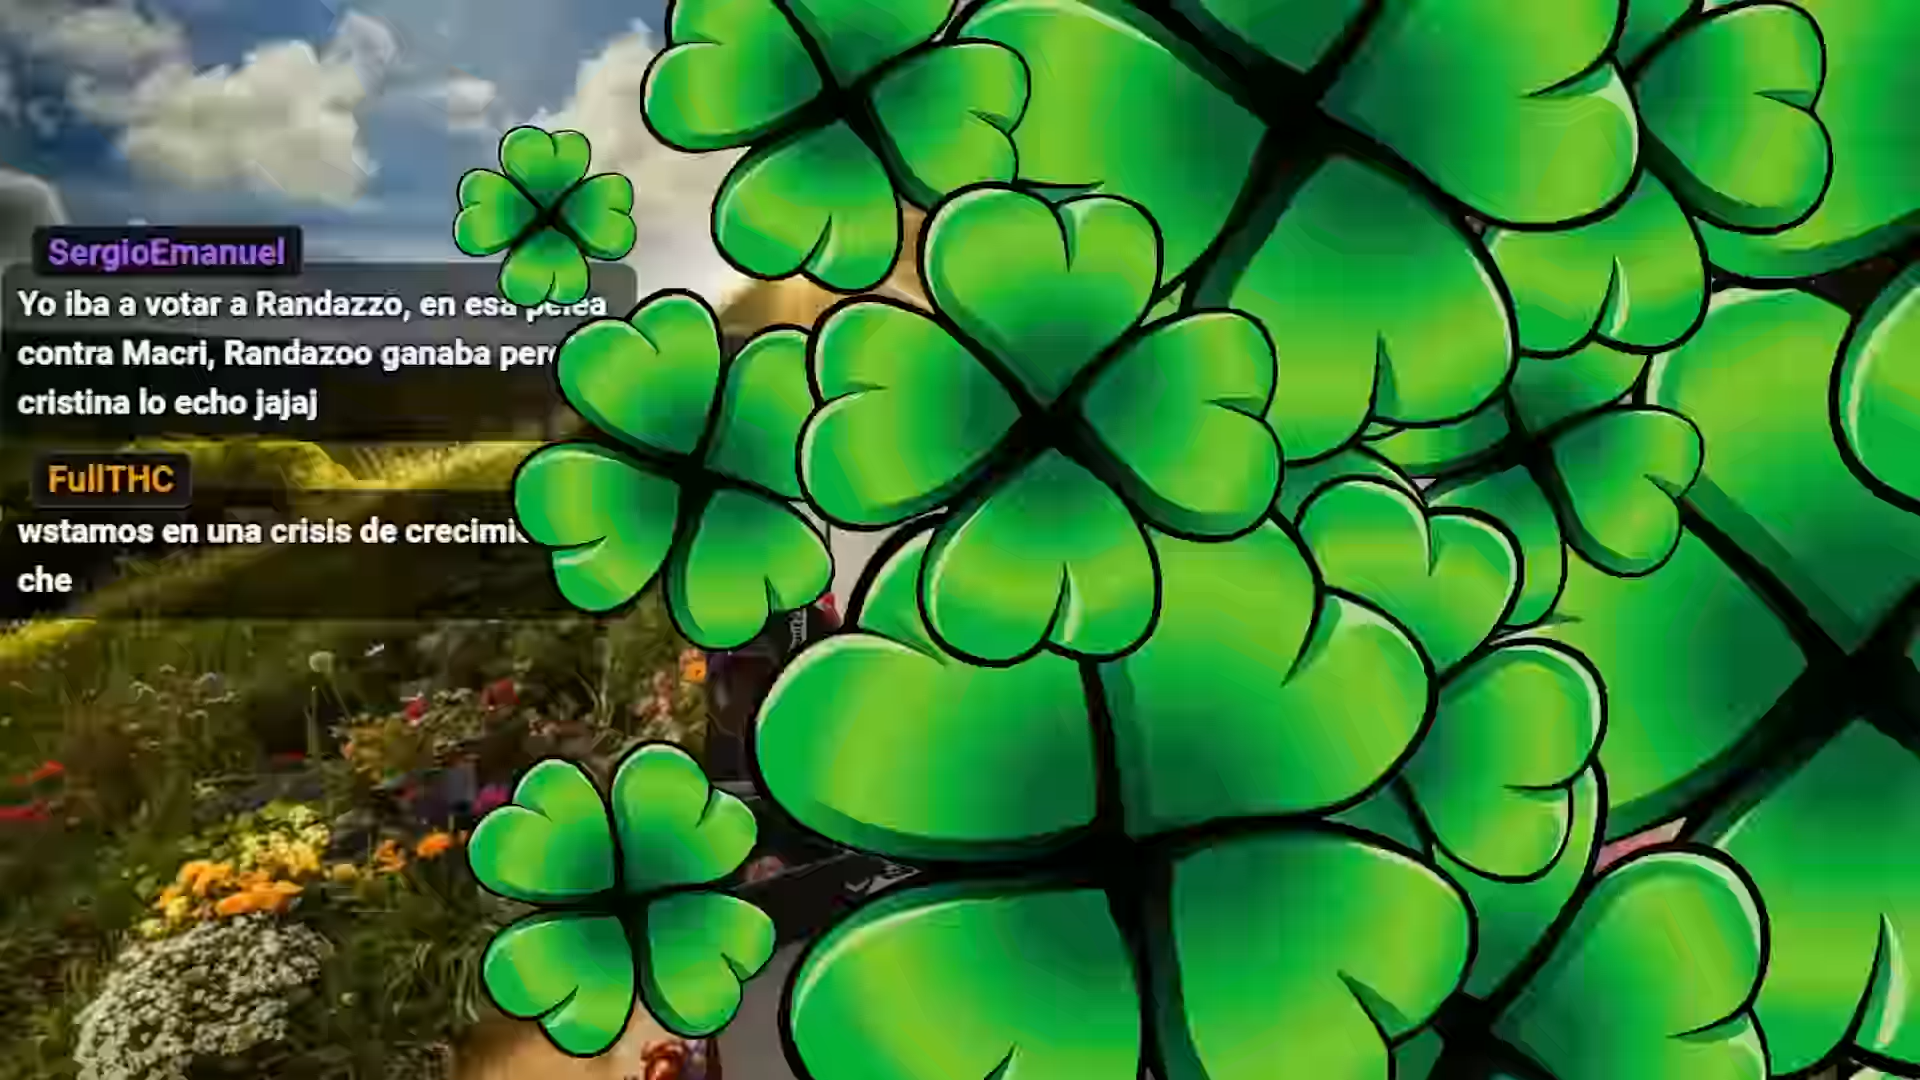 SergioEmanuel
Yo iba a votar a Randazzo, en esa pelea
contra Macri, Randazoo ganaba
cristina lo echo jajaj
FullTHC
wstamos en una crisis de
che